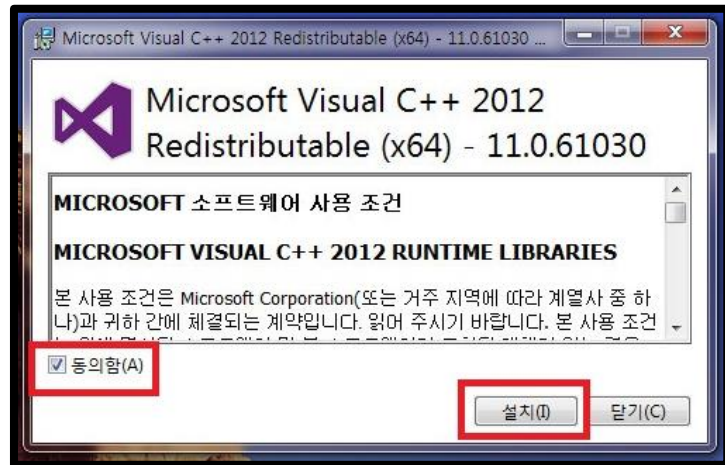 Microsoft Visual C++ 2012 Redistributable (x64) - 11.0.61030 ...
Microsoft Visual C++ 2012
Redistributable (x64) - 11.0.61030
MICROSOFT 소프트웨어 사용 조건
MICROSOFT VISUAL C++ 2012 RUNTIME LIBRARIES
본 사용 조건은 Microsoft Corporation(또는 거주 지역에 따라 계열사 중 하
나)과 귀하 간에 체결되는 계약입니다. 읽어 주시기 바랍니다. 본 사용 조건
동의함(A)
설치(I)
닫기(C)